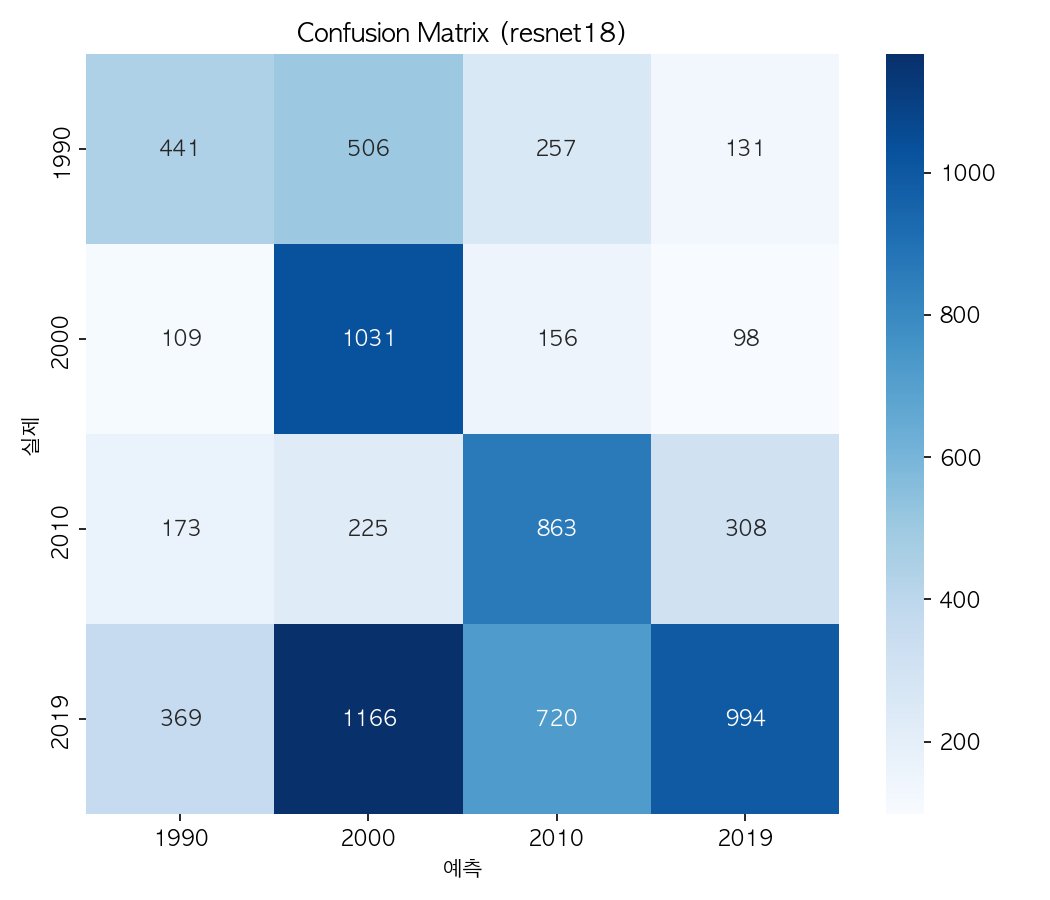 Confusion Matrix (resnet18)
실제
1990
441 506 257 131
2000
109 1031 156 98
2010
173 225 863 308
2019
369 1166 720 994
1990 2000 2010 2019
예측
1000
800
600
400
200